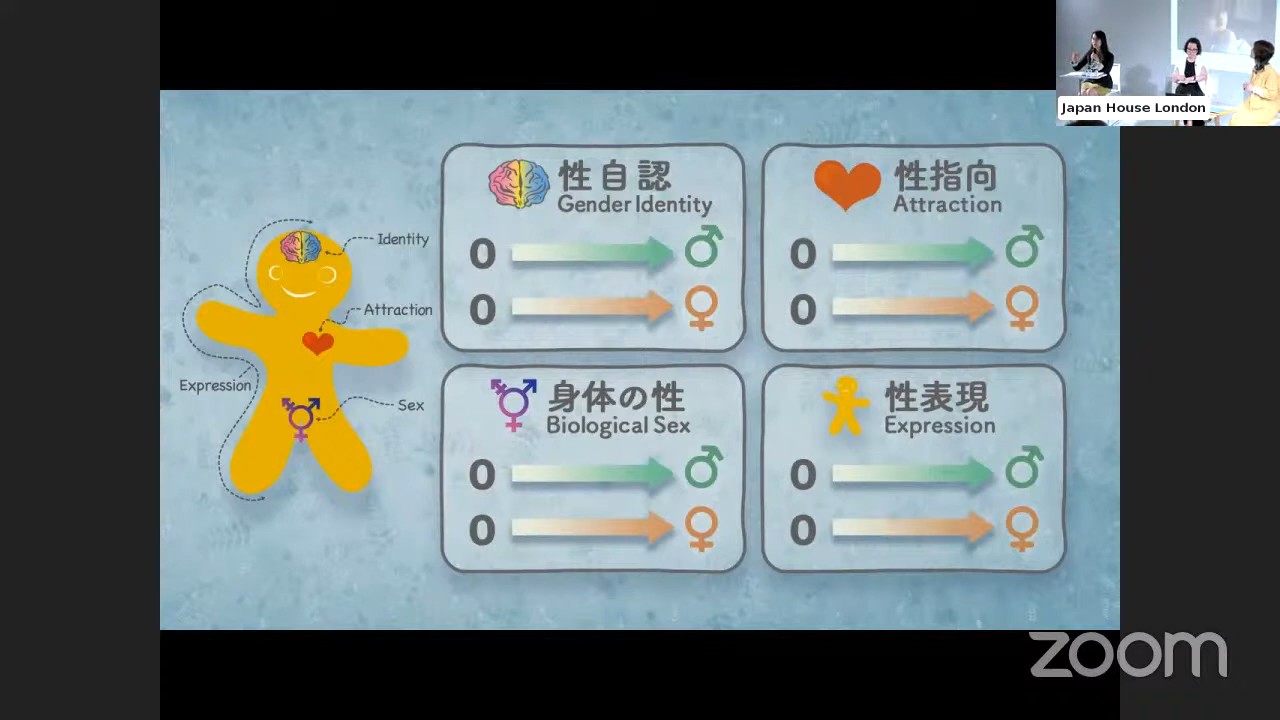 Japan House London
Identity
Attraction
Expression
Sex
性自認
Gender Identity
0
0
性指向
Attraction
0
0
身体の性
Biological Sex
0
0
性表現
Expression
0
0
zoom